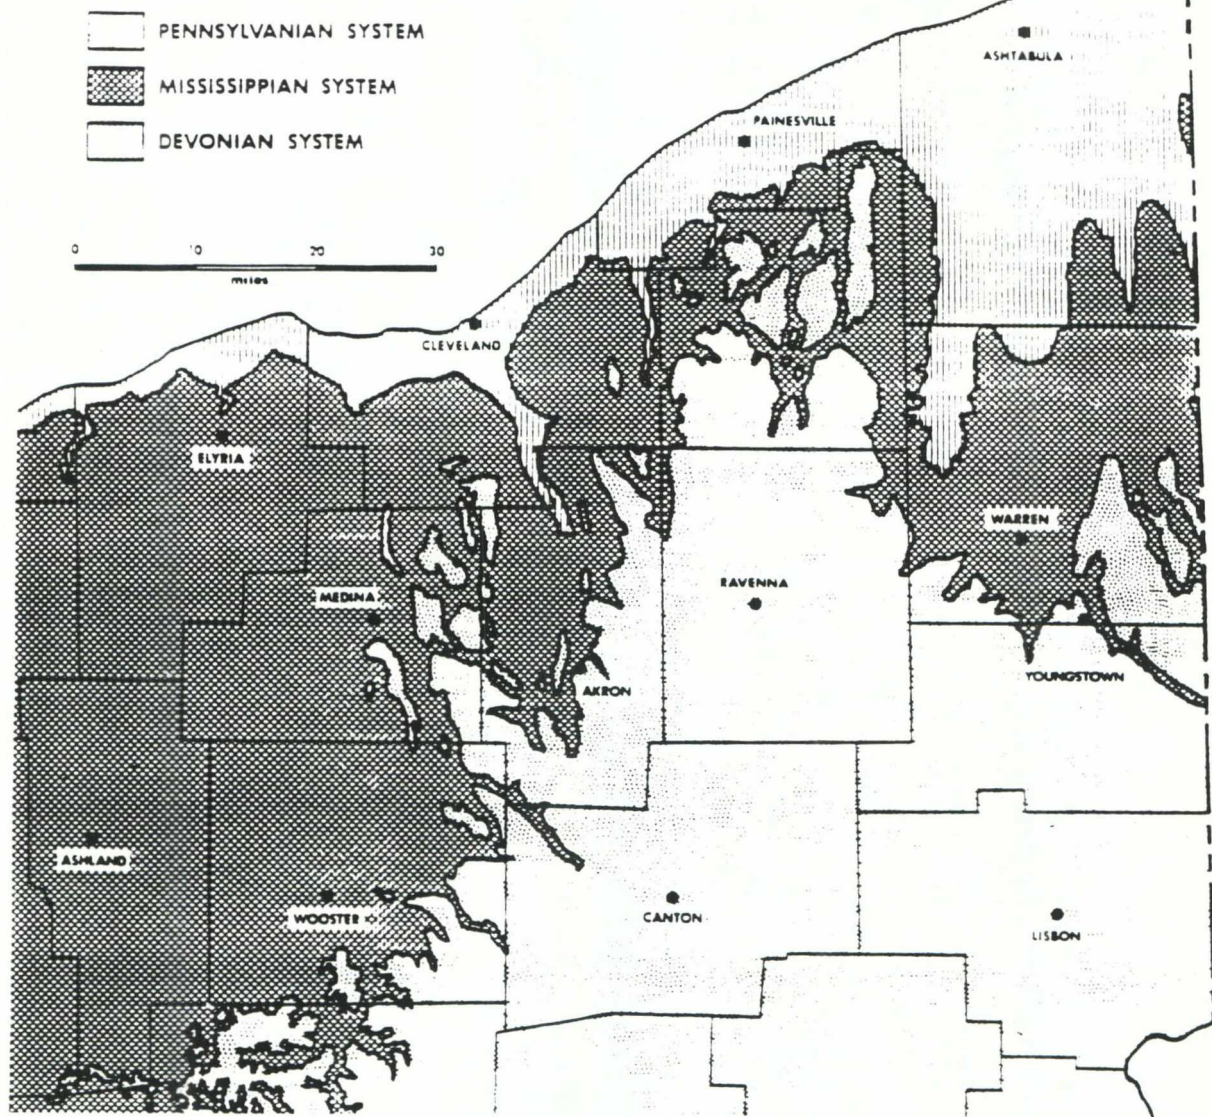 PENNSYLVANIAN SYSTEM
MISSISSIPPIAN SYSTEM
DEVONIAN SYSTEM
0 10 20 30
miles
ASHTABULA
PAINESVILLE
CLEVELAND
ELYRIA
WARREN
RAVENNA
MEDINA
YOUNGSTOWN
AKRON
ASHLAND
WOOSTER
CANTON
LISBON